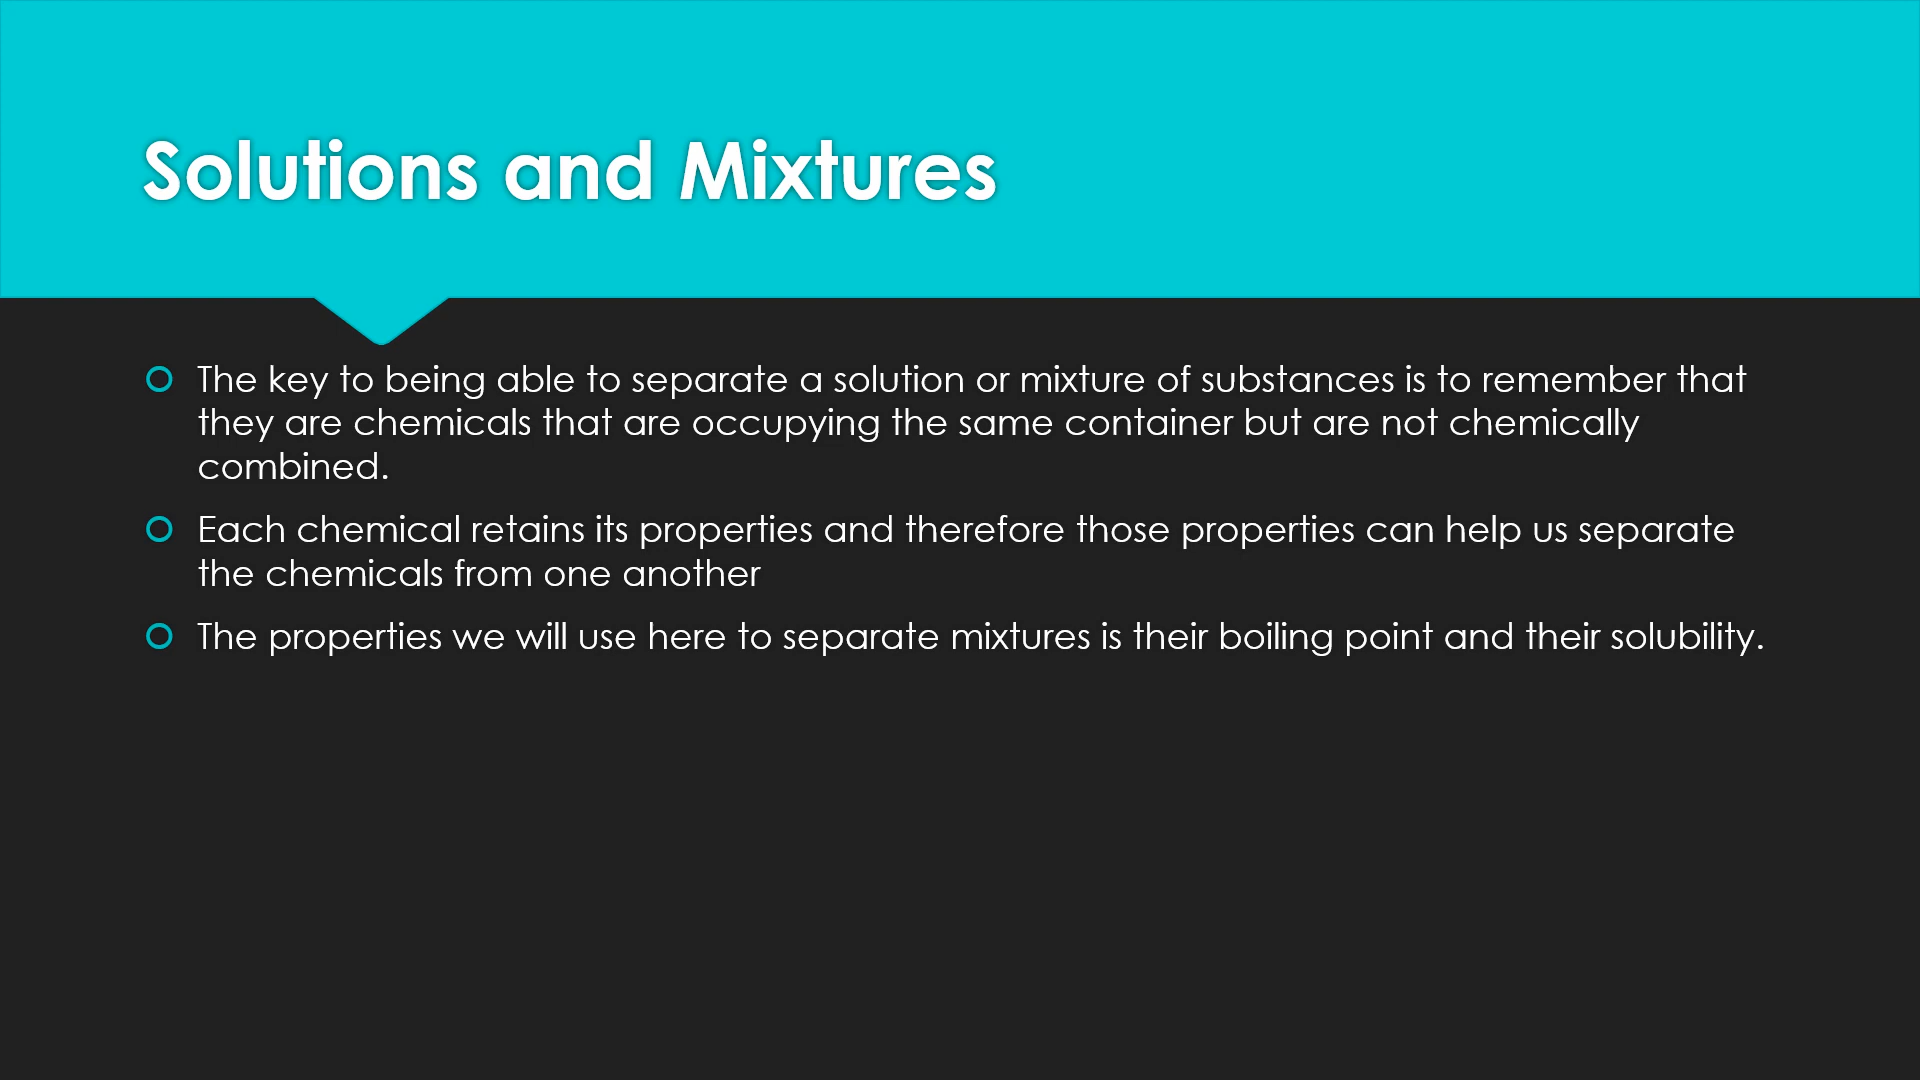 Solutions and Mixtures
The key to being able to separate a solution or mixture of substances is to remember that
they are chemicals that are occupying the same container but are not chemically
combined.
Each chemical retains its properties and therefore those properties can help us separate
the chemicals from one another
The properties we will use here to separate mixtures is their boiling point and their solubility.